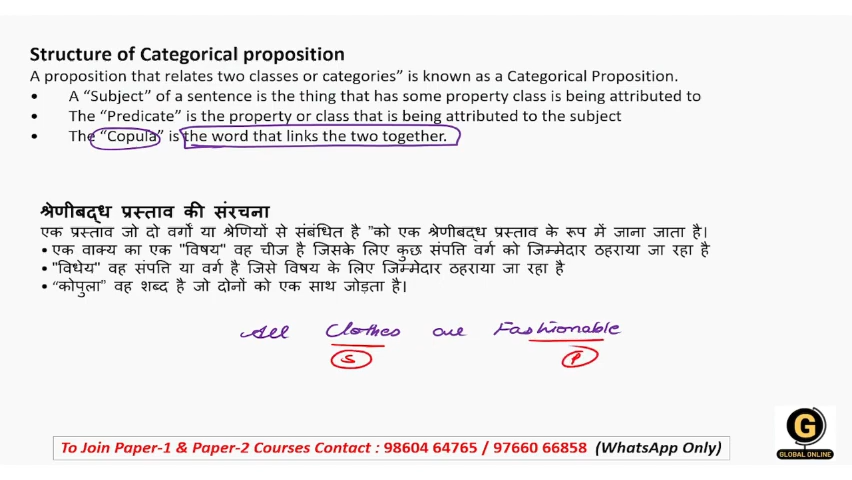 Structure of Categorical proposition
A proposition that relates two classes or categories” is known as a Categorical Proposition.
• A “Subject” of a sentence is the thing that has some property class is being attributed to
• The “Predicate” is the property or class that is being attributed to the subject
• The “Copula” is the word that links the two together.
श्रेणीबद्ध प्रस्ताव की संरचना
एक प्रस्ताव जो दो वर्गों या श्रेणियों से संबंधित है "को एक श्रेणीबद्ध प्रस्ताव के रूप में जाना जाता है।
• एक वाक्य का एक "विषय" वह चीज है जिसके लिए कुछ संपत्ति वर्ग को जिम्मेदार ठहराया जा रहा है
• "विधेय" वह संपत्ति या वर्ग है जिसे विषय के लिए जिम्मेदार ठहराया जा रहा है
• “कोपुला” वह शब्द है जो दोनों को एक साथ जोड़ता है।
All Clothes are Fashionable
S P
To Join Paper-1 & Paper-2 Courses Contact : 98604 64765 / 97660 66858 (WhatsApp Only)
G
GLOBAL ONLINE